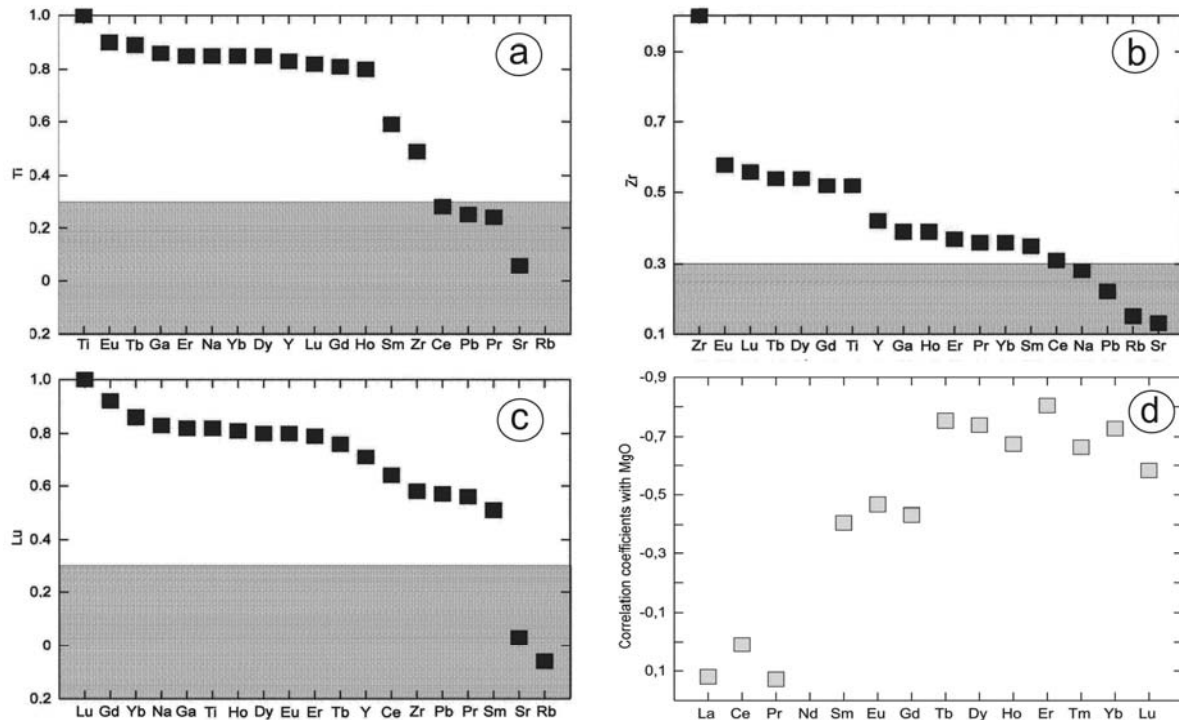 a
1.0
0.8
0.6
0.4
0.2
0
0.2
Ti
Ti Eu Tb Ga Er Na Yb Dy Y Lu Gd Ho Sm Zr Ce Pb Pr Sr Rb
b
0.9
0.7
0.5
0.3
0.1
Zr
Zr Eu Lu Tb Dy Gd Ti Y Ga Ho Er Pr Yb Sm Ce Na Pb Rb Sr
c
1.0
0.8
0.6
0.4
0.2
0
0.2
Lu
Lu Gd Yb Na Ga Ti Ho Dy Eu Er Tb Y Ce Zr Pb Pr Sm Sr Rb
d
-0,9
-0,7
-0,5
-0,3
-0,1
0,1
Correlation coefficients with MgO
La Ce Pr Nd Sm Eu Gd Tb Dy Ho Er Tm Yb Lu